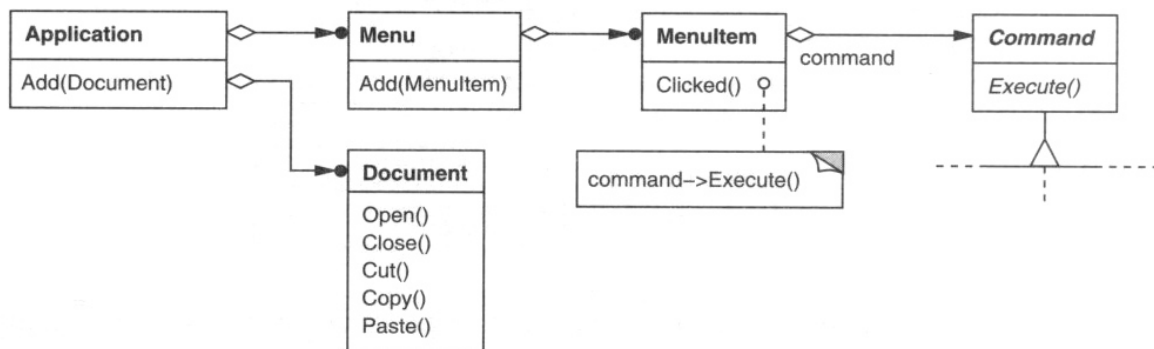 Application
Add(Document)
Menu
Add(MenuItem)
MenuItem
Clicked()
command
Command
Execute()
command–>Execute()
Document
Open()
Close()
Cut()
Copy()
Paste()